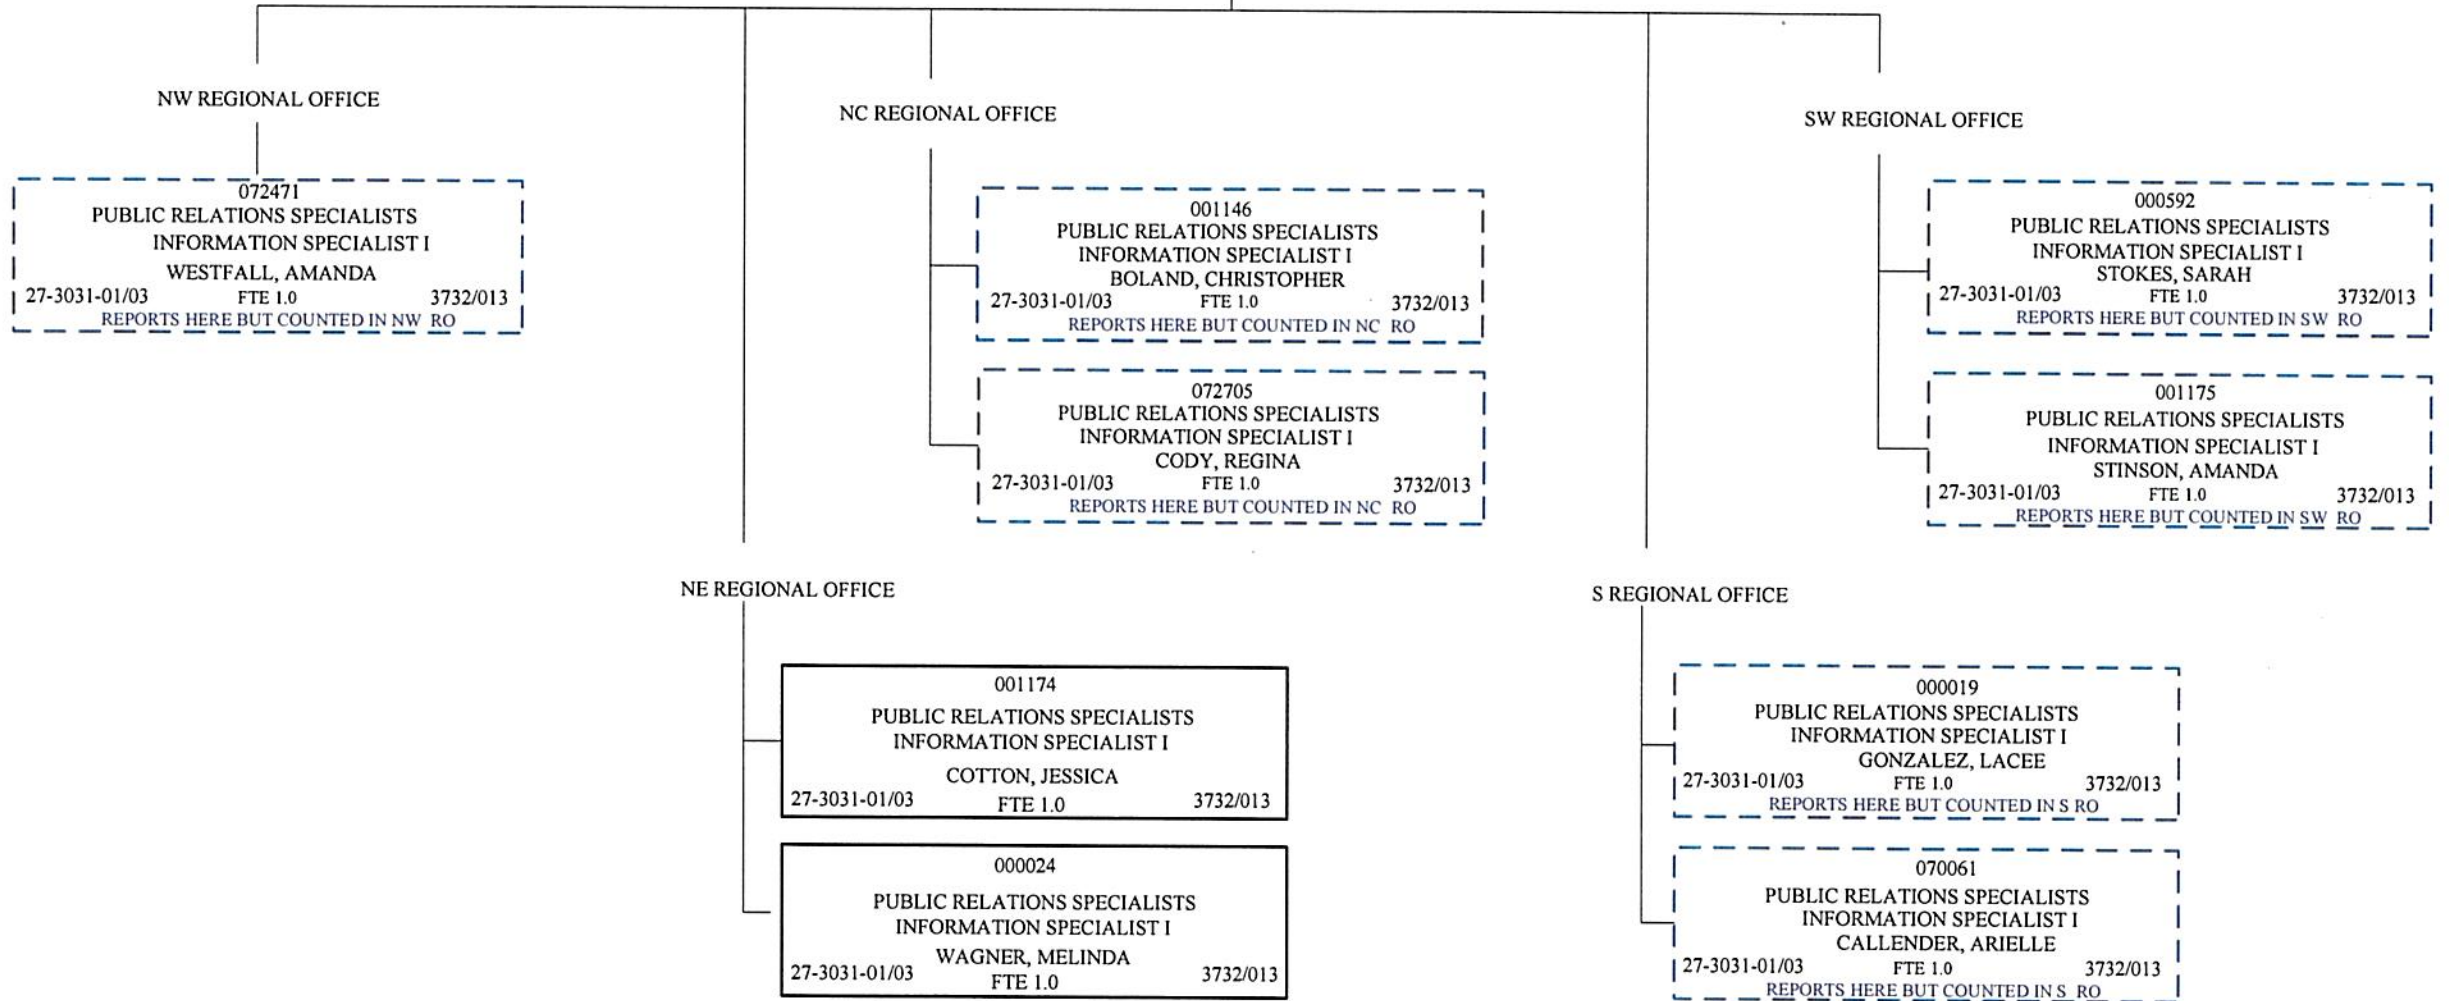 NW REGIONAL OFFICE
072471
PUBLIC RELATIONS SPECIALISTS
INFORMATION SPECIALIST I
WESTFALL, AMANDA
27-3031-01/03 FTE 1.0 3732/013
REPORTS HERE BUT COUNTED IN NW RO
NC REGIONAL OFFICE
001146
PUBLIC RELATIONS SPECIALISTS
INFORMATION SPECIALIST I
BOLAND, CHRISTOPHER
27-3031-01/03 FTE 1.0 3732/013
REPORTS HERE BUT COUNTED IN NC RO
072705
PUBLIC RELATIONS SPECIALISTS
INFORMATION SPECIALIST I
CODY, REGINA
27-3031-01/03 FTE 1.0 3732/013
REPORTS HERE BUT COUNTED IN NC RO
SW REGIONAL OFFICE
000592
PUBLIC RELATIONS SPECIALISTS
INFORMATION SPECIALIST I
STOKES, SARAH
27-3031-01/03 FTE 1.0 3732/013
REPORTS HERE BUT COUNTED IN SW RO
001175
PUBLIC RELATIONS SPECIALISTS
INFORMATION SPECIALIST I
STINSON, AMANDA
27-3031-01/03 FTE 1.0 3732/013
REPORTS HERE BUT COUNTED IN SW RO
NE REGIONAL OFFICE
001174
PUBLIC RELATIONS SPECIALISTS
INFORMATION SPECIALIST I
COTTON, JESSICA
27-3031-01/03 FTE 1.0 3732/013
000024
PUBLIC RELATIONS SPECIALISTS
INFORMATION SPECIALIST I
WAGNER, MELINDA
27-3031-01/03 FTE 1.0 3732/013
S REGIONAL OFFICE
000019
PUBLIC RELATIONS SPECIALISTS
INFORMATION SPECIALIST I
GONZALEZ, LACEE
27-3031-01/03 FTE 1.0 3732/013
REPORTS HERE BUT COUNTED IN S RO
070061
PUBLIC RELATIONS SPECIALISTS
INFORMATION SPECIALIST I
CALLENDER, ARIELLE
27-3031-01/03 FTE 1.0 3732/013
REPORTS HERE BUT COUNTED IN S RO